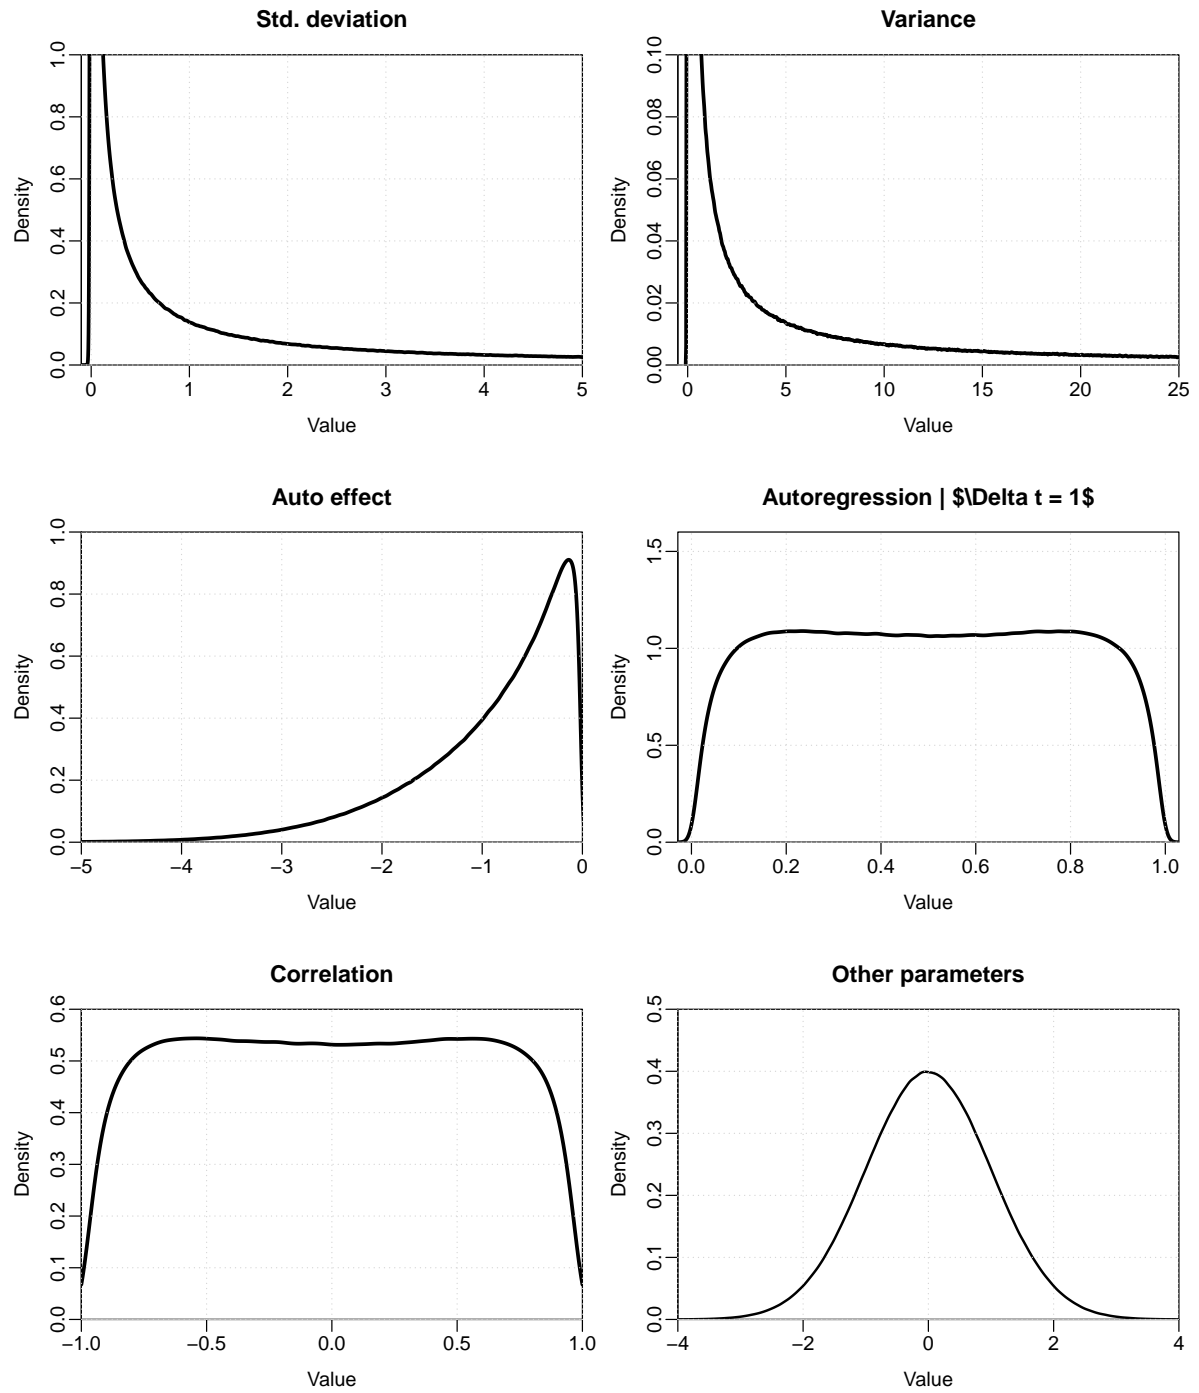 Std. deviation
Density
0.0 0.2 0.4 0.6 0.8 1.0
0 1 2 3 4 5
Value
Variance
Density
0.00 0.02 0.04 0.06 0.08 0.10
0 5 10 15 20 25
Value
Auto effect
Density
0.0 0.2 0.4 0.6 0.8 1.0
−5 −4 −3 −2 −1 0
Value
Autoregression | $\Delta t = 1$
Density
0.0 0.5 1.0 1.5
0.0 0.2 0.4 0.6 0.8 1.0
Value
Correlation
Density
0.0 0.1 0.2 0.3 0.4 0.5 0.6
−1.0 −0.5 0.0 0.5 1.0
Value
Other parameters
Density
0.0 0.1 0.2 0.3 0.4 0.5
−4 −2 0 2 4
Value